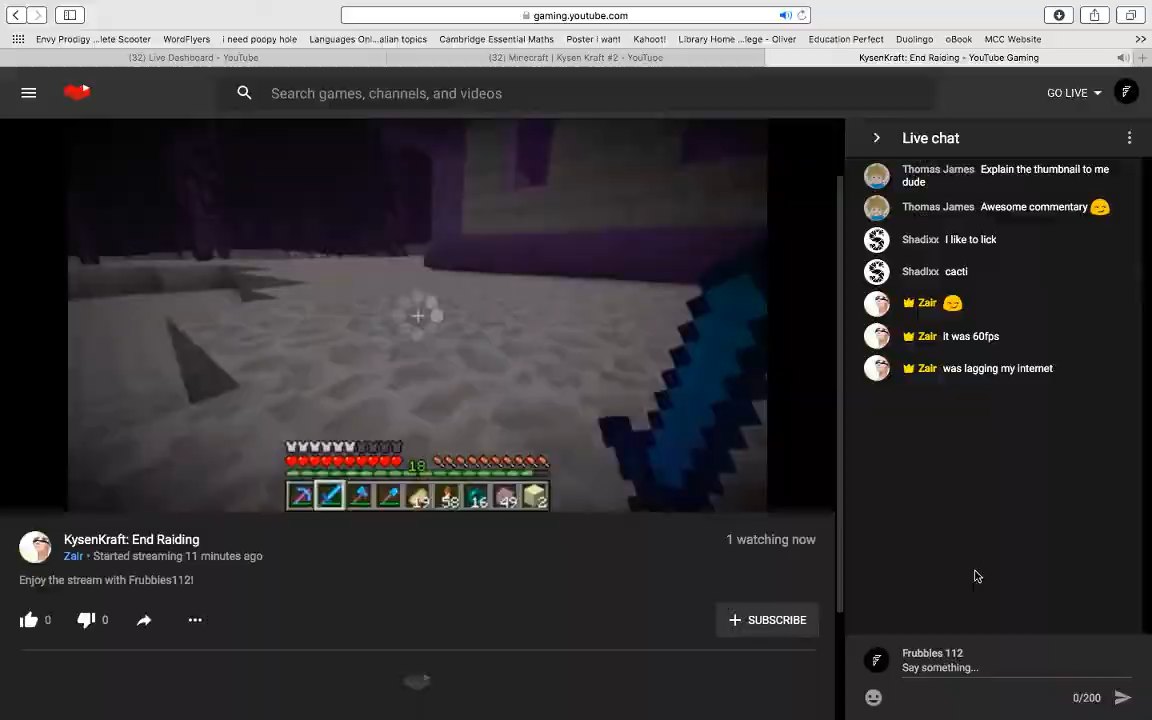 gaming.youtube.com
Envy Prodigy ...lete Scooter
WordFlyers
i need poopy hole
Languages Onl...alian topics
Cambridge Essential Maths
Poster i want
Kahoot!
Library Home ...lege - Oliver
Education Perfect
Duolingo
oBook
MCC Website
(32) Live Dashboard - YouTube
(32) Minecraft | Kysen Kraft #2 - YouTube
KysenKraft: End Raiding - YouTube Gaming
Search games, channels, and videos
GO LIVE
Live chat
Thomas James Explain the thumbnail to me
dude
Thomas James Awesome commentary
Shadixx I like to lick
Shadixx cacti
Zair
Zair It was 60fps
Zair was lagging my internet
18
19 58 16 49 2
KysenKraft: End Raiding
1 watching now
Zair • Started streaming 11 minutes ago
Enjoy the stream with Frubbles112!
0
0
SUBSCRIBE
Frubbles 112
Say something...
0/200